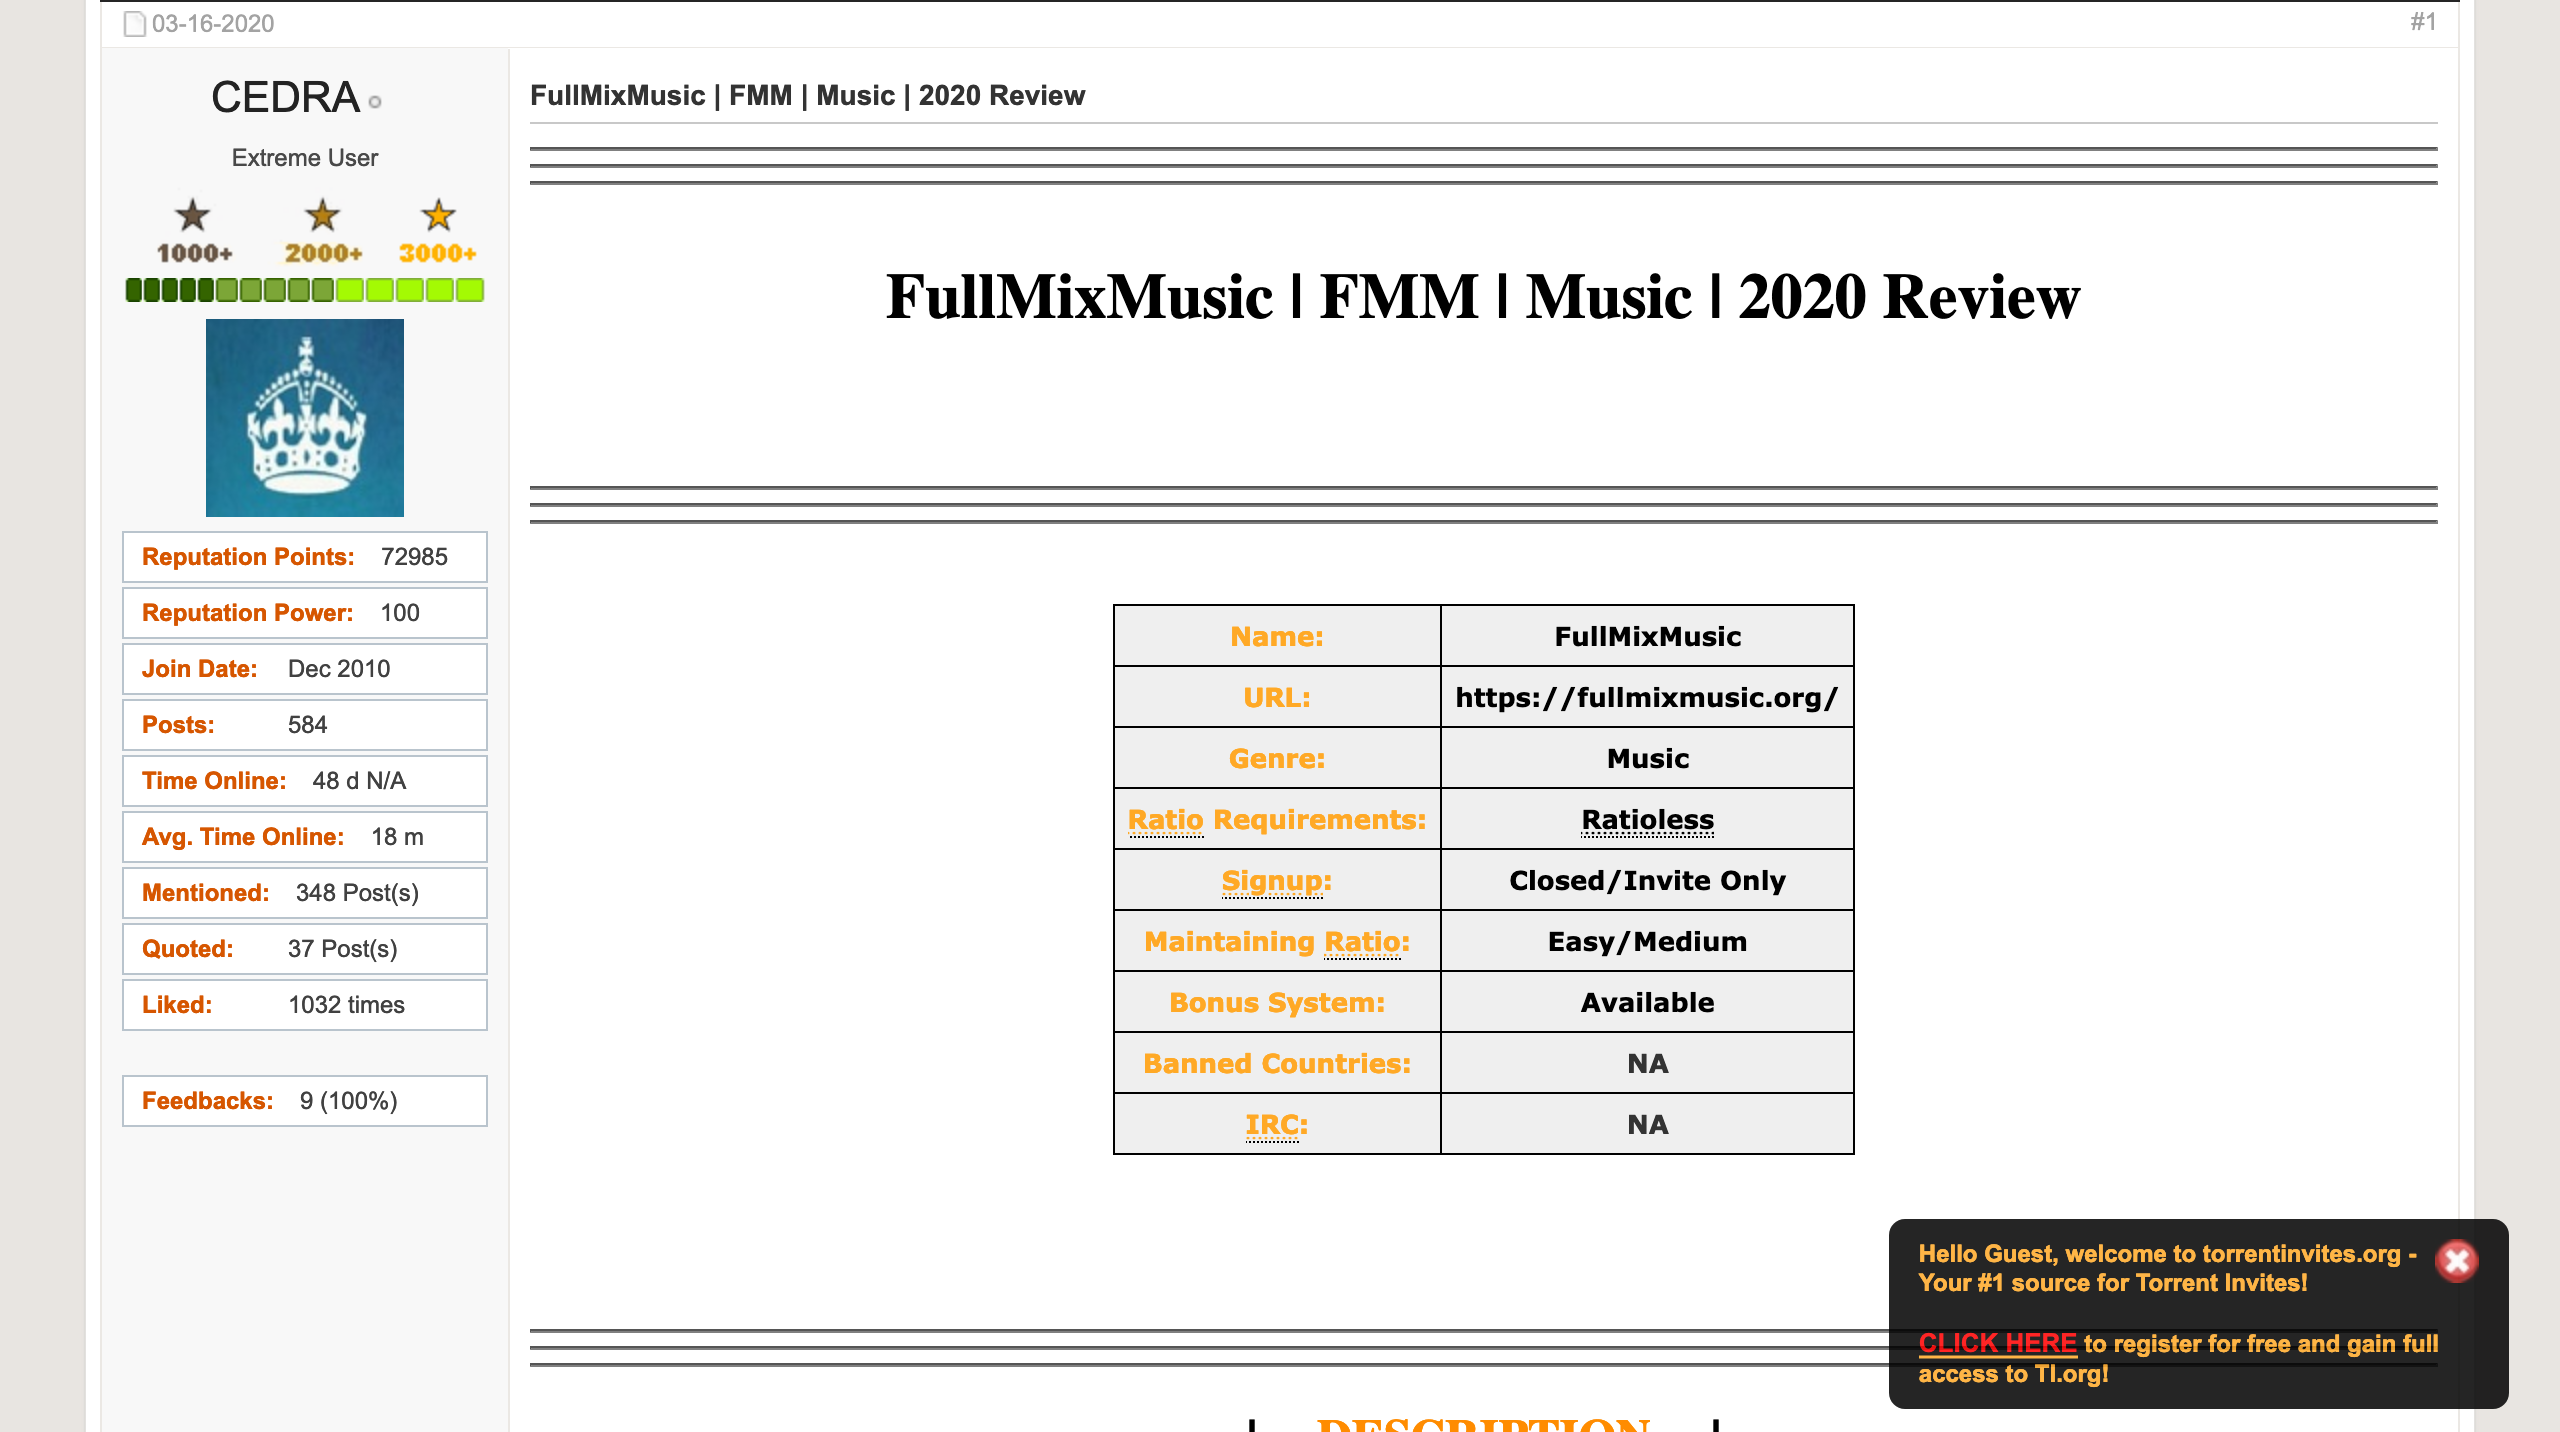 03-16-2020
#1
CEDRA
Extreme User
1000+ 2000+ 3000+
Reputation Points: 72985
Reputation Power: 100
Join Date: Dec 2010
Posts: 584
Time Online: 48 d N/A
Avg. Time Online: 18 m
Mentioned: 348 Post(s)
Quoted: 37 Post(s)
Liked: 1032 times
Feedbacks: 9 (100%)
FullMixMusic | FMM | Music | 2020 Review
FullMixMusic | FMM | Music | 2020 Review
Name: FullMixMusic
URL: https://fullmixmusic.org/
Genre: Music
Ratio Requirements: Ratioless
Signup: Closed/Invite Only
Maintaining Ratio: Easy/Medium
Bonus System: Available
Banned Countries: NA
IRC: NA
| DESCRIPTION |
Hello Guest, welcome to torrentinvites.org -
Your #1 source for Torrent Invites!
CLICK HERE to register for free and gain full
access to TI.org!